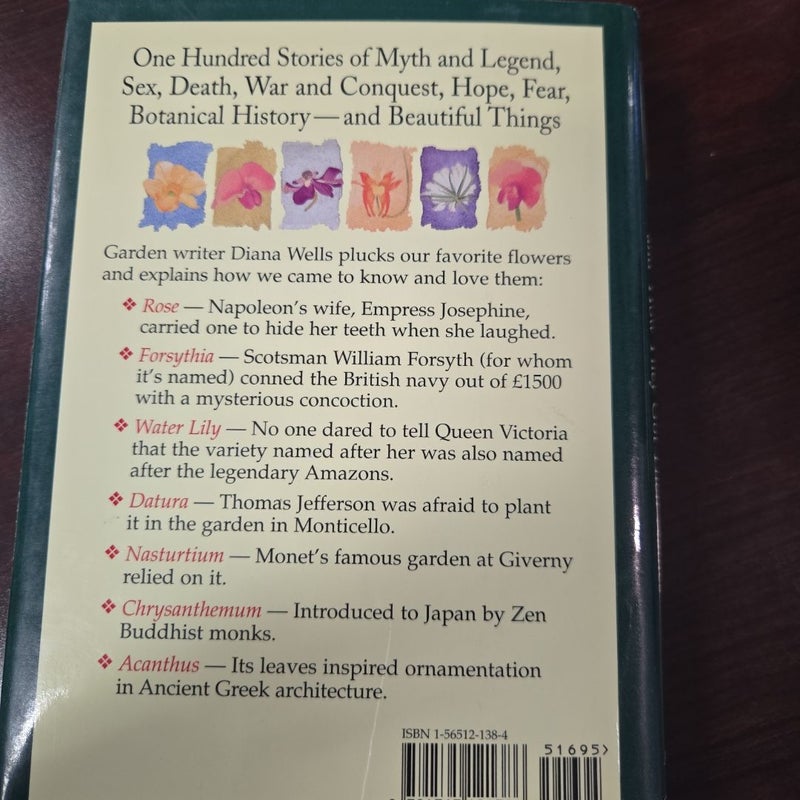 One Hundred Stories of Myth and Legend,
Sex, Death, War and Conquest, Hope, Fear,
Botanical History—and Beautiful Things
Garden writer Diana Wells plucks our favorite flowers
and explains how we came to know and love them:
❖ Rose — Napoleon's wife, Empress Josephine,
carried one to hide her teeth when she laughed.
❖ Forsythia — Scotsman William Forsyth (for whom
it's named) conned the British navy out of £1500
with a mysterious concoction.
❖ Water Lily — No one dared to tell Queen Victoria
that the variety named after her was also named
after the legendary Amazons.
❖ Datura — Thomas Jefferson was afraid to plant
it in the garden in Monticello.
❖ Nasturtium — Monet's famous garden at Giverny
relied on it.
❖ Chrysanthemum — Introduced to Japan by Zen
Buddhist monks.
❖ Acanthus — Its leaves inspired ornamentation
in Ancient Greek architecture.
ISBN 1-56512-138-4
51695>